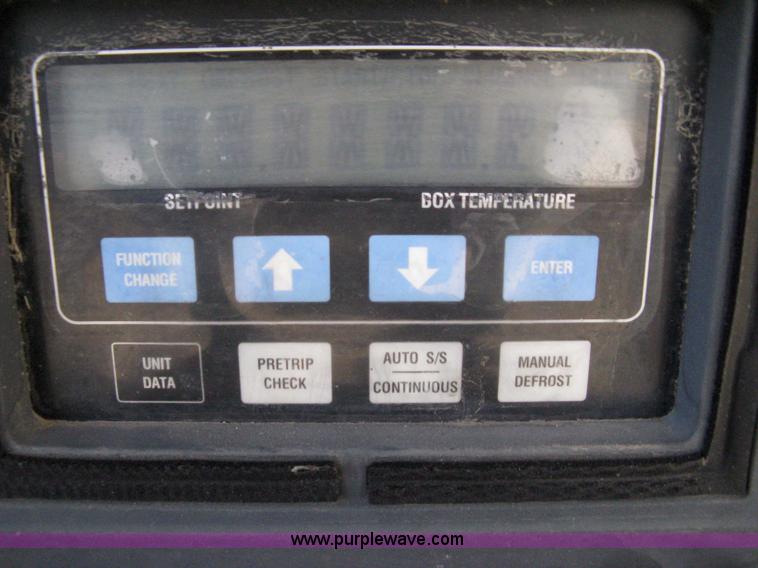 SETPOINT BOX TEMPERATURE
FUNCTION
CHANGE
ENTER
UNIT
DATA
PRETRIP
CHECK
AUTO S/S
CONTINUOUS
MANUAL
DEFROST
www.purplewave.com